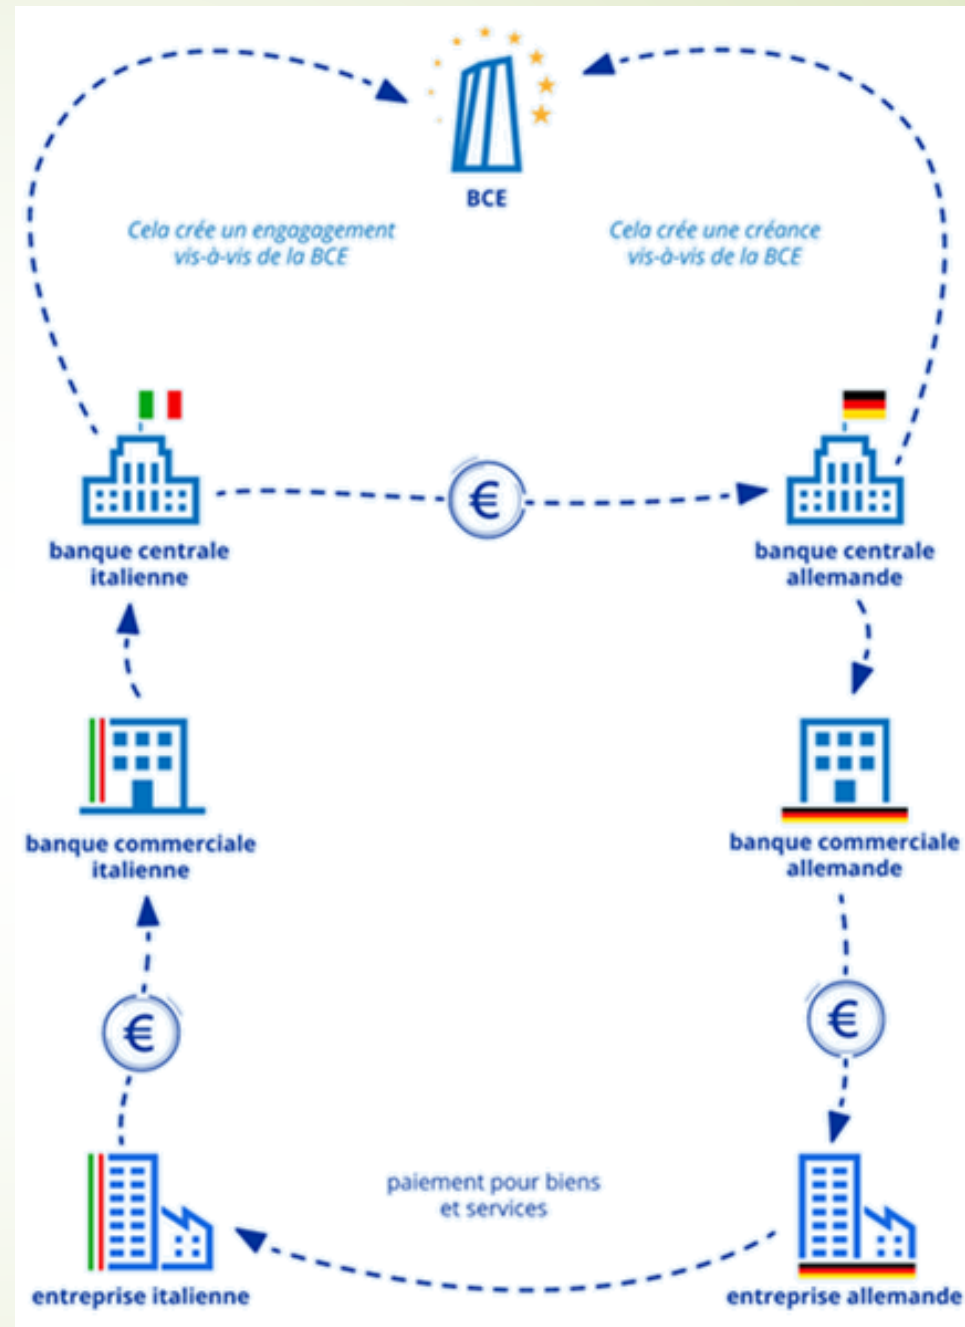 BCE
Cela crée un engagagement
vis-à-vis de la BCE
Cela crée une créance
vis-à-vis de la BCE
€
banque centrale
italienne
banque centrale
allemande
banque commerciale
italienne
banque commerciale
allemande
€
€
paiement pour biens
et services
entreprise italienne
entreprise allemande